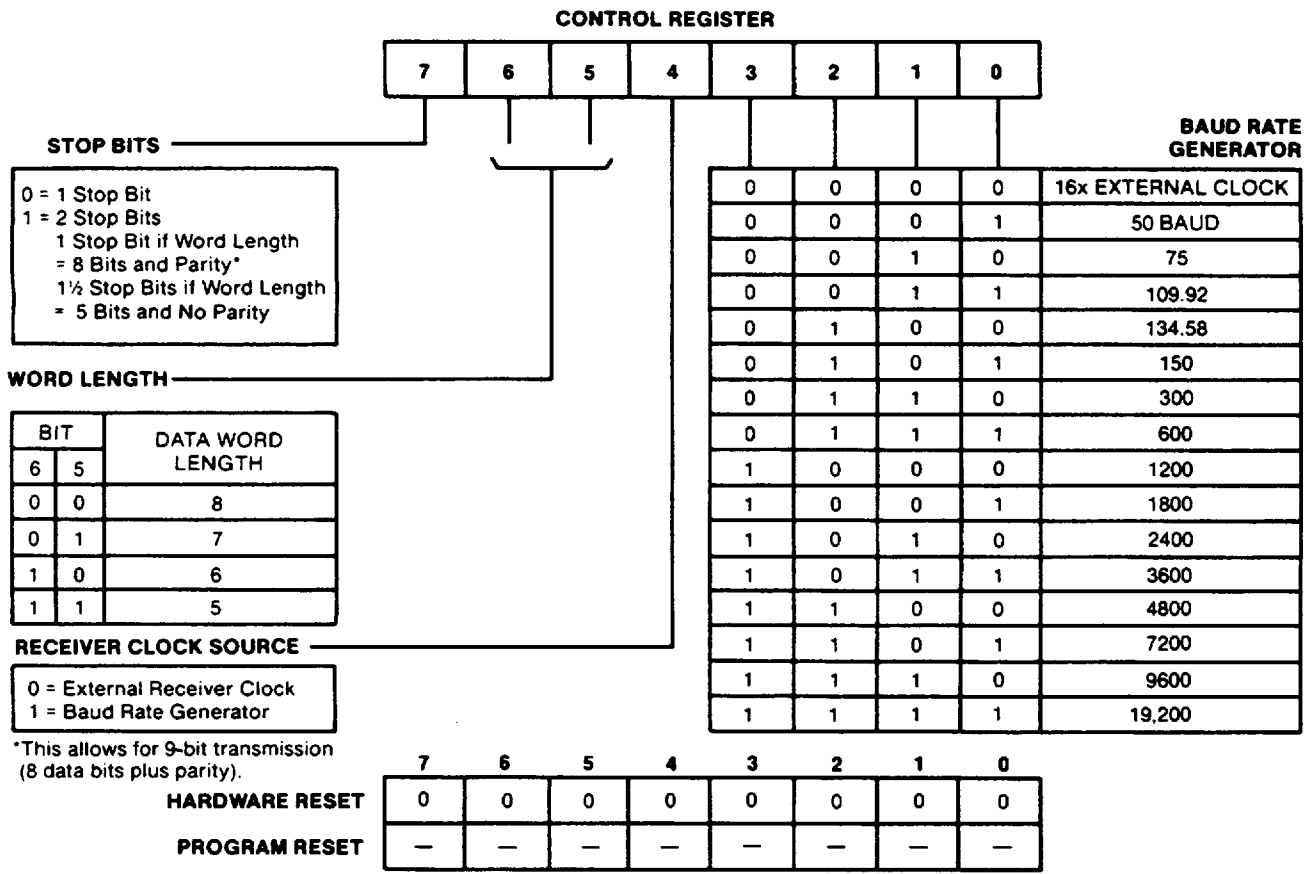 CONTROL REGISTER
7 6 5 4 3 2 1 0
STOP BITS
0 = 1 Stop Bit
1 = 2 Stop Bits
1 Stop Bit if Word Length
= 8 Bits and Parity*
1½ Stop Bits if Word Length
= 5 Bits and No Parity
WORD LENGTH
BIT DATA WORD LENGTH
6 5
0 0 8
0 1 7
1 0 6
1 1 5
RECEIVER CLOCK SOURCE
0 = External Receiver Clock
1 = Baud Rate Generator
*This allows for 9-bit transmission
(8 data bits plus parity).
BAUD RATE
GENERATOR
0 0 0 0 16x EXTERNAL CLOCK
0 0 0 1 50 BAUD
0 0 1 0 75
0 0 1 1 109.92
0 1 0 0 134.58
0 1 0 1 150
0 1 1 0 300
0 1 1 1 600
1 0 0 0 1200
1 0 0 1 1800
1 0 1 0 2400
1 0 1 1 3600
1 1 0 0 4800
1 1 0 1 7200
1 1 1 0 9600
1 1 1 1 19,200
7 6 5 4 3 2 1 0
HARDWARE RESET 0 0 0 0 0 0 0 0
PROGRAM RESET — — — — — — — —